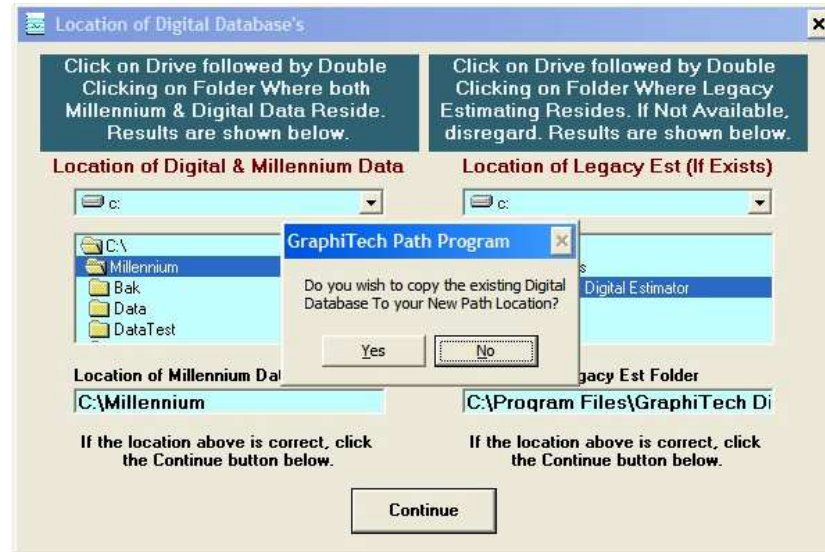 Location of Digital Database's
Click on Drive followed by Double
Clicking on Folder Where both
Millennium & Digital Data Reside.
Results are shown below.
Click on Drive followed by Double
Clicking on Folder Where Legacy
Estimating Resides. If Not Available,
disregard. Results are shown below.
Location of Digital & Millennium Data
Location of Legacy Est (If Exists)
c:
c:
C:\
Millennium
Bak
Data
DataTest
Digital Estimator
GraphiTech Path Program
Do you wish to copy the existing Digital
Database To your New Path Location?
Yes
No
Location of Millennium Da
gacy Est Folder
C:\Millennium
C:\Program Files\GraphiTech Di
If the location above is correct, click
the Continue button below.
If the location above is correct, click
the Continue button below.
Continue